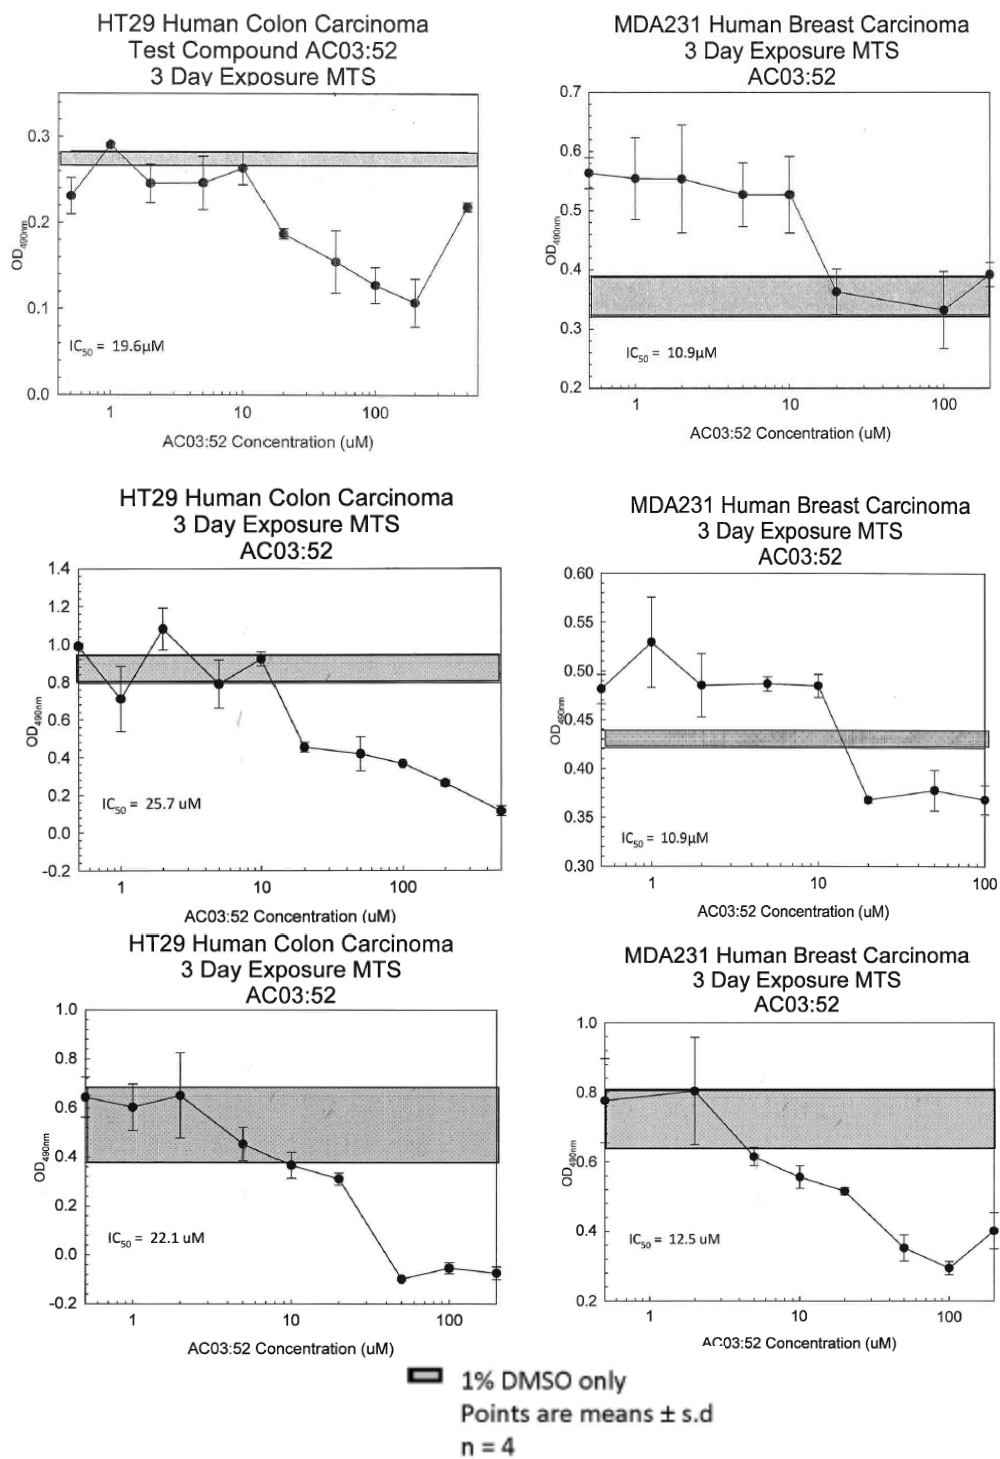 HT29 Human Colon Carcinoma
Test Compound AC03:52
3 Day Exposure MTS
0.3
0.2
0.1
0.0
OD490nm
IC50 = 19.6µM
1 10 100
AC03:52 Concentration (uM)
MDA231 Human Breast Carcinoma
3 Day Exposure MTS
AC03:52
0.7
0.6
0.5
0.4
0.3
0.2
OD490nm
IC50 = 10.9µM
1 10 100
AC03:52 Concentration (uM)
HT29 Human Colon Carcinoma
3 Day Exposure MTS
AC03:52
1.4
1.2
1.0
0.8
0.6
0.4
0.2
0.0
-0.2
OD490nm
IC50 = 25.7 uM
1 10 100
AC03:52 Concentration (uM)
MDA231 Human Breast Carcinoma
3 Day Exposure MTS
AC03:52
0.60
0.55
0.50
0.45
0.40
0.35
0.30
OD490nm
IC50 = 10.9µM
1 10 100
AC03:52 Concentration (uM)
HT29 Human Colon Carcinoma
3 Day Exposure MTS
AC03:52
1.0
0.8
0.6
0.4
0.2
0.0
-0.2
OD490nm
IC50 = 22.1 uM
1 10 100
AC03:52 Concentration (uM)
MDA231 Human Breast Carcinoma
3 Day Exposure MTS
AC03:52
1.0
0.8
0.6
0.4
0.2
OD490nm
IC50 = 12.5 uM
1 10 100
AC03:52 Concentration (uM)
1% DMSO only
Points are means ± s.d
n = 4